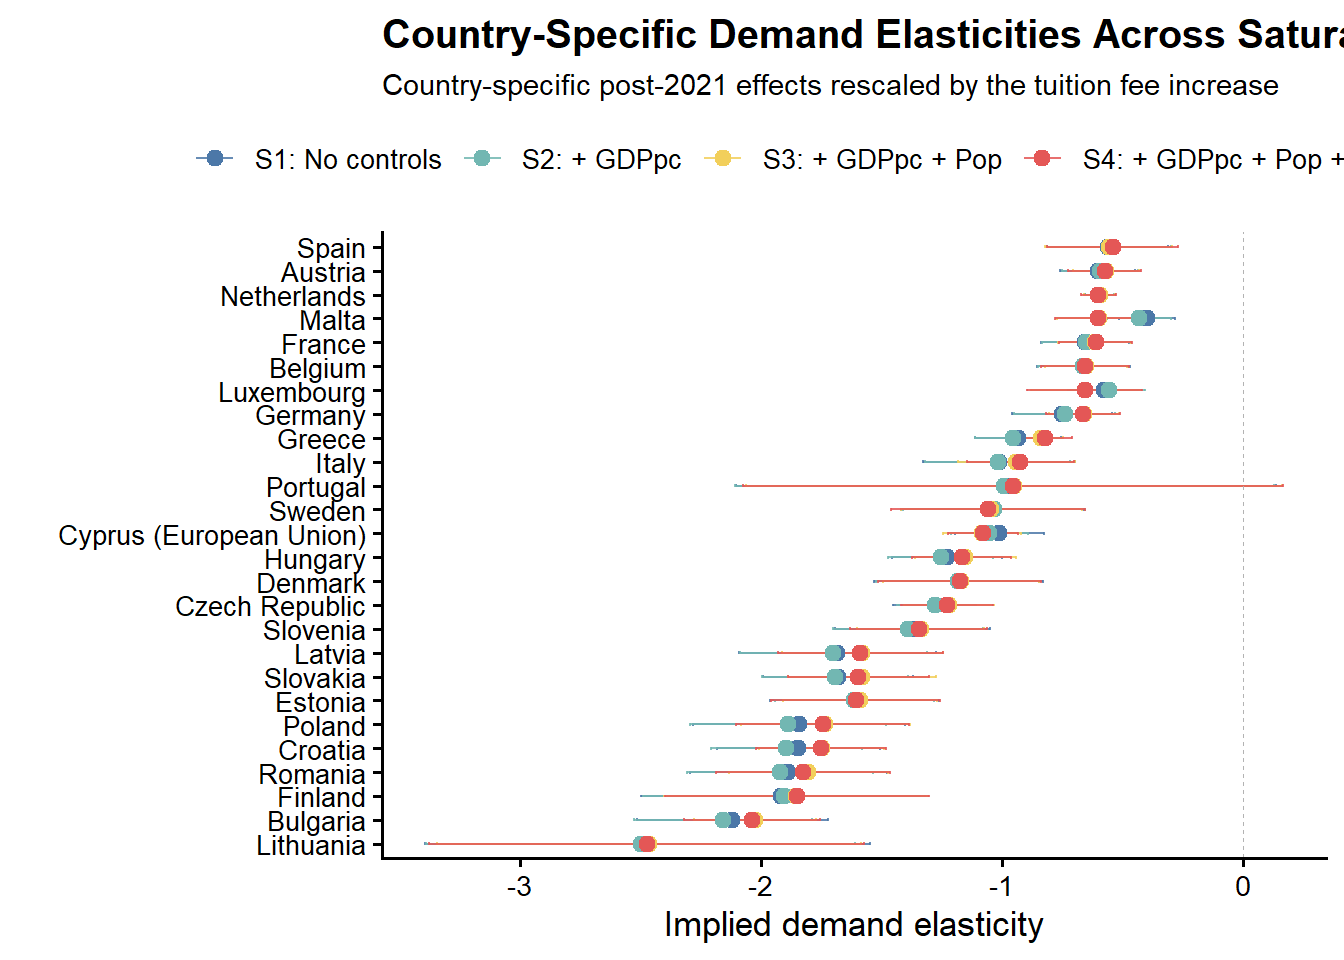 Country-Specific Demand Elasticities Across Satura
Country-specific post-2021 effects rescaled by the tuition fee increase
S1: No controls S2: + GDPpc S3: + GDPpc + Pop S4: + GDPpc + Pop +
Spain
Austria
Netherlands
Malta
France
Belgium
Luxembourg
Germany
Greece
Italy
Portugal
Sweden
Cyprus (European Union)
Hungary
Denmark
Czech Republic
Slovenia
Latvia
Slovakia
Estonia
Poland
Croatia
Romania
Finland
Bulgaria
Lithuania
-3 -2 -1 0
Implied demand elasticity